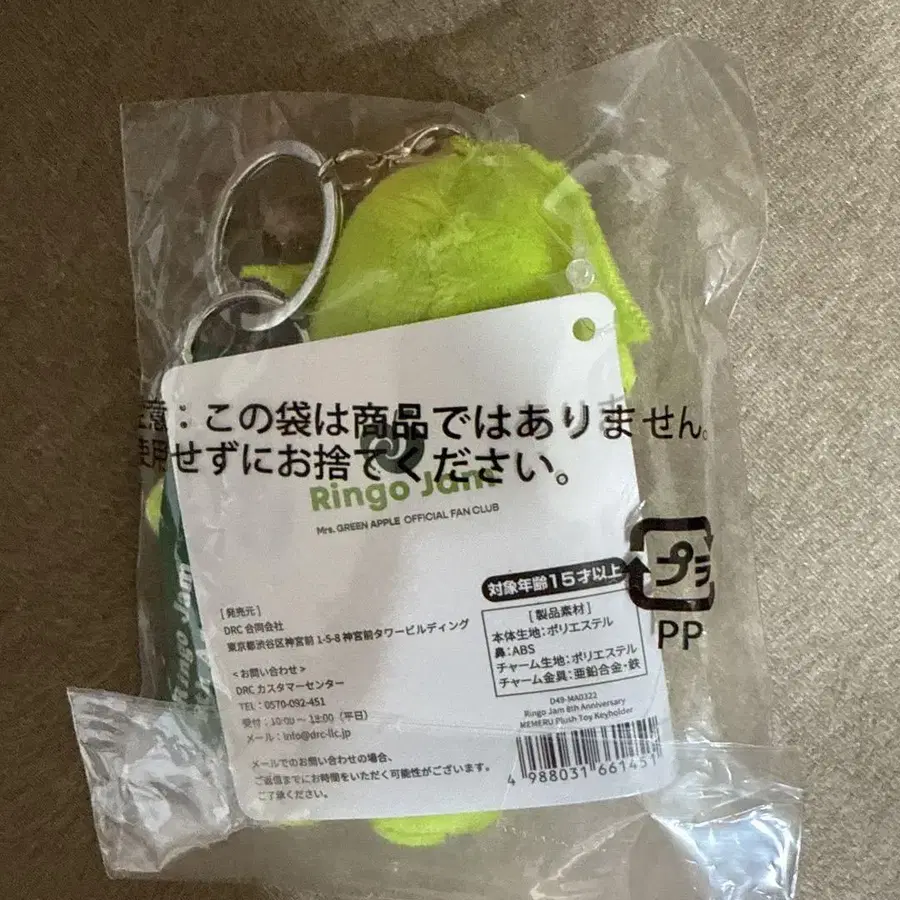 意：この袋は商品ではありません。
使用せずにお捨てください。
Ringo Jam
Mrs. GREEN APPLE OFFICIAL FAN CLUB
対象年齢15才以上
[発売元]
DRC 合同会社
東京都渋谷区神宮前 1-5-8 神宮前タワービルディング
<お問い合わせ>
DRC カスタマーセンター
TEL：0570-092-451
受付：10:00～18:00（平日）
メール：info@drc-llc.jp
メールでのお問い合わせの場合、
ご返信までにお時間をいただく可能性がございます。
ご了承ください。
[製品素材]
本体生地：ポリエステル
鼻：ABS
チャーム生地：ポリエステル
チャーム金具：亜鉛合金・鉄
D49-MA0322
Ringo Jam 8th Anniversary
MEMERU Plush Toy Keyholder
4 988031 661451
プラ
PP
Ringo Jam